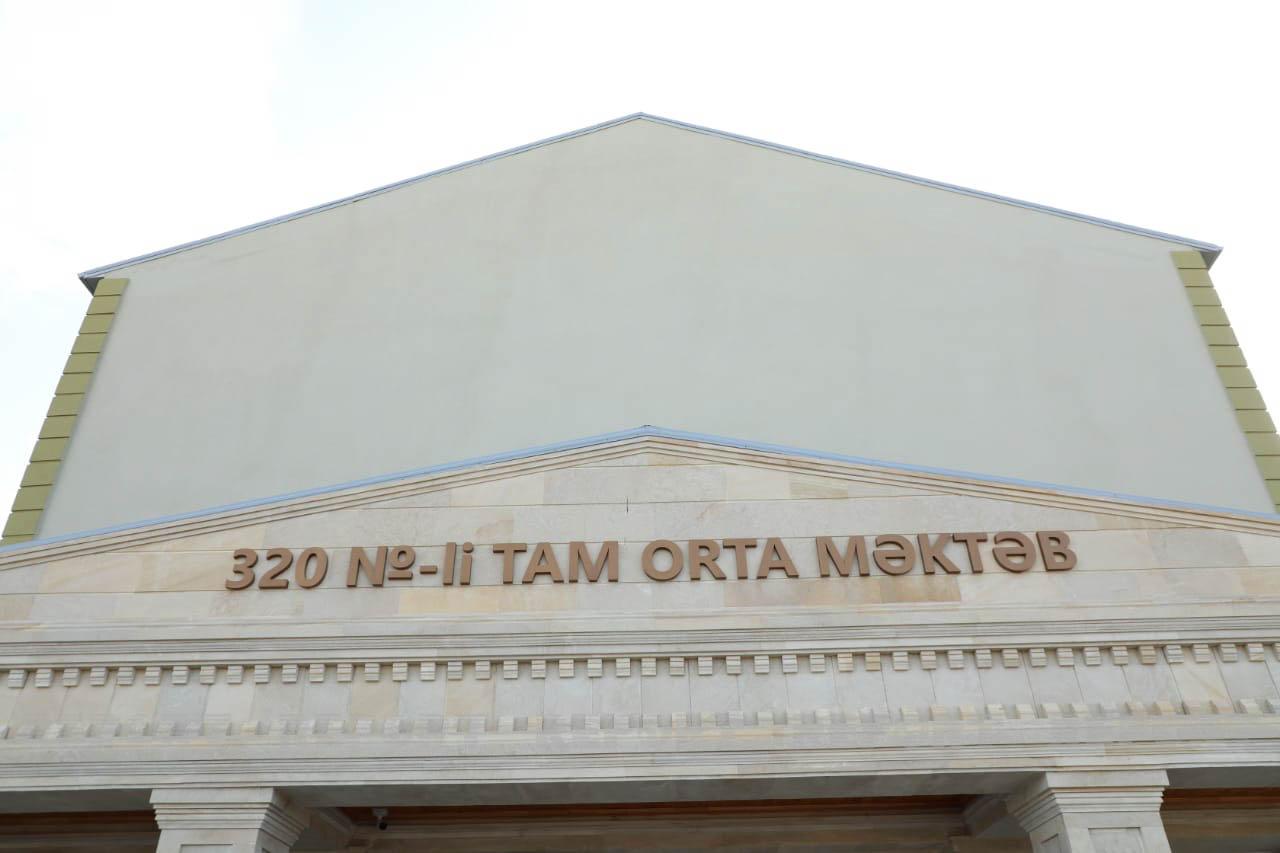 320 №-li TAM ORTA MƏKTƏB